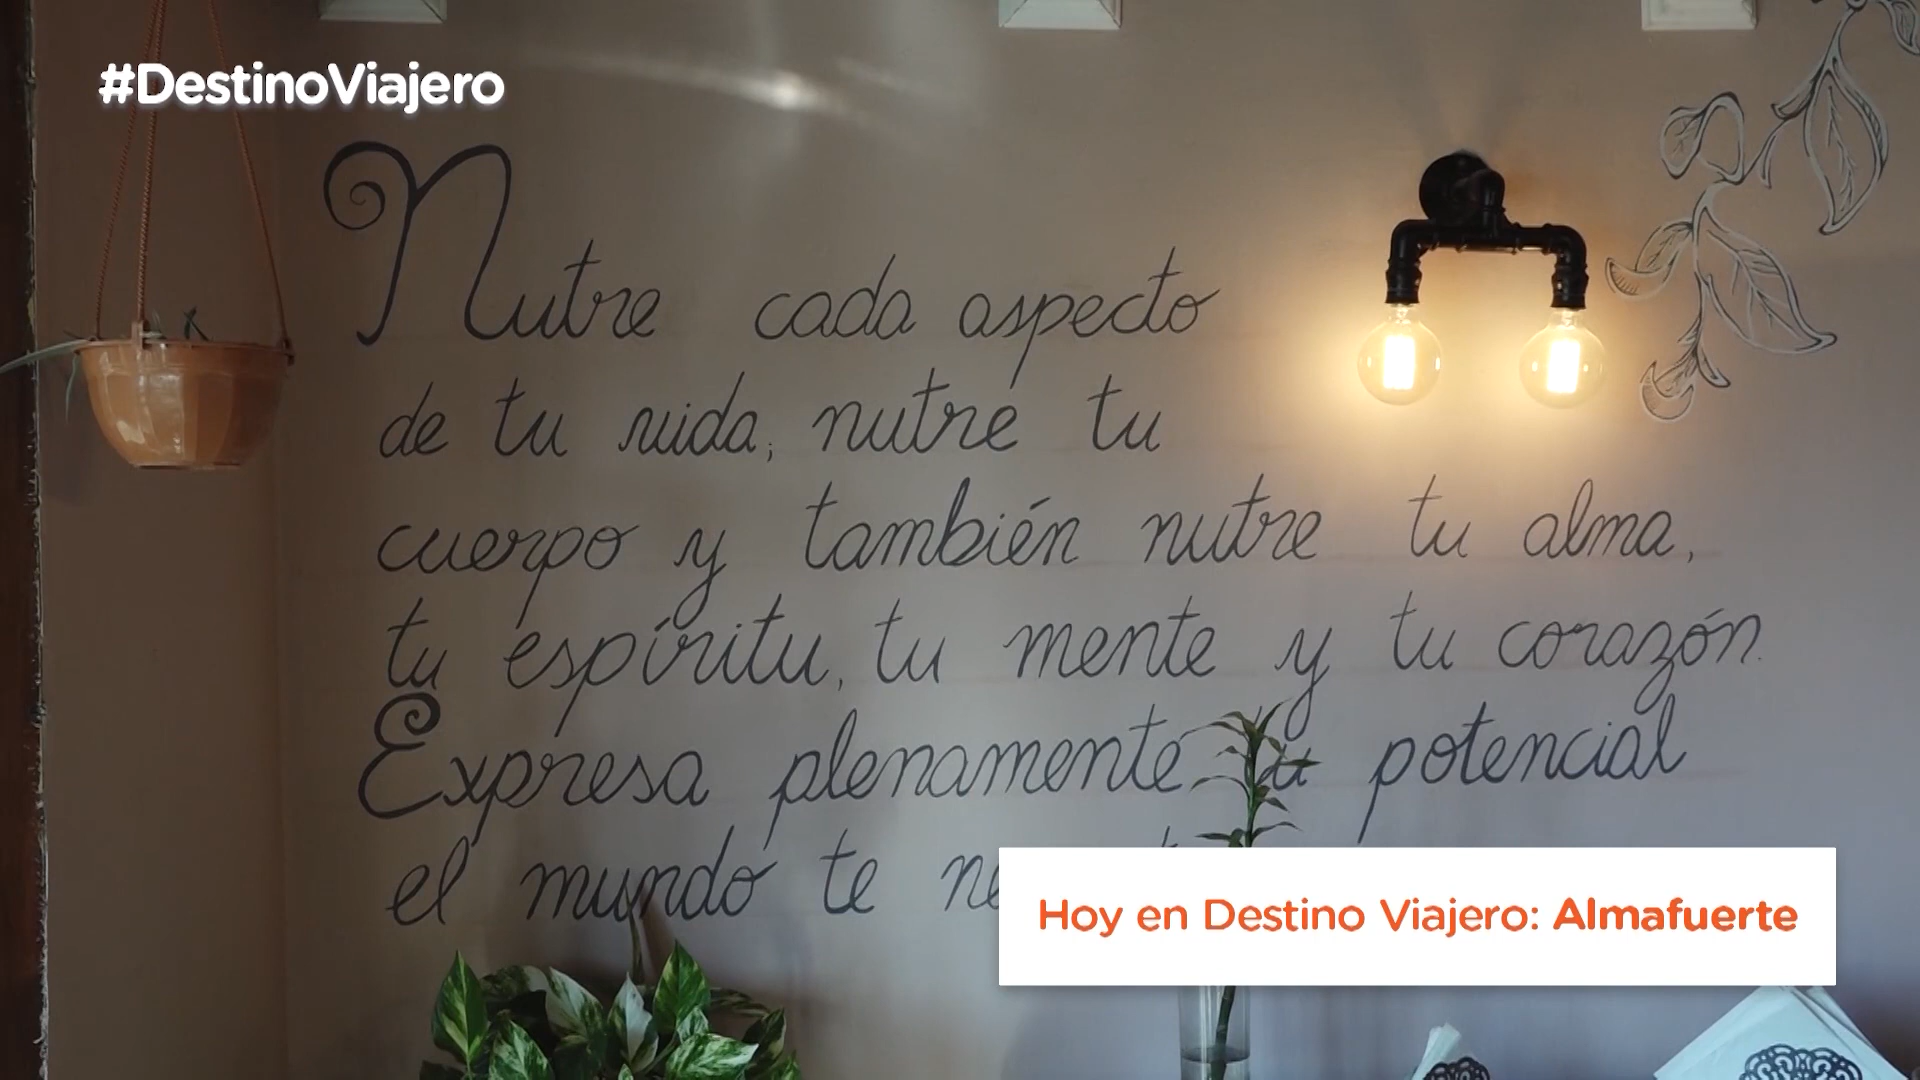 #DestinoViajero
Nutre cada aspecto
de tu vida, nutre tu
cuerpo y también nutre tu alma,
tu espíritu, tu mente y tu corazón.
Expresa plenamente tu potencial
el mundo te
Hoy en Destino Viajero: Almafuerte